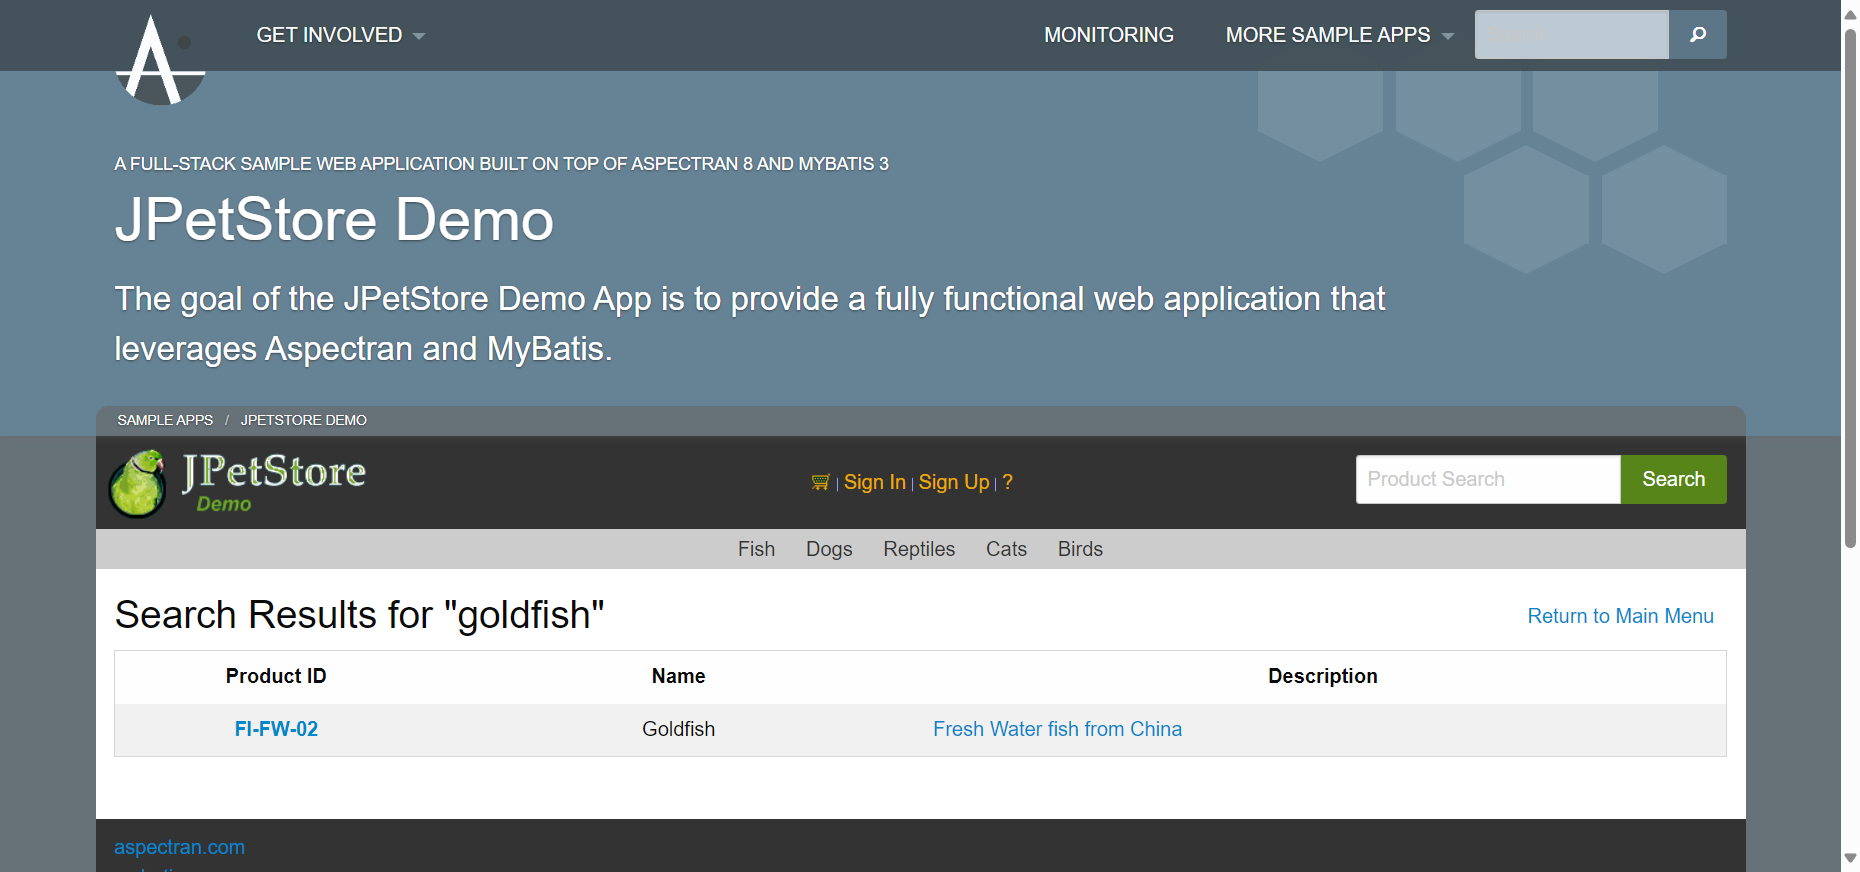 GET INVOLVED
MONITORING
MORE SAMPLE APPS
A FULL-STACK SAMPLE WEB APPLICATION BUILT ON TOP OF ASPECTRAN 8 AND MYBATIS 3
JPetStore Demo
The goal of the JPetStore Demo App is to provide a fully functional web application that
leverages Aspectran and MyBatis.
SAMPLE APPS / JPETSTORE DEMO
JPetStore
Demo
| Sign In | Sign Up | ?
Product Search
Search
Fish Dogs Reptiles Cats Birds
Search Results for "goldfish"
Return to Main Menu
Product ID Name Description
FI-FW-02 Goldfish Fresh Water fish from China
aspectran.com